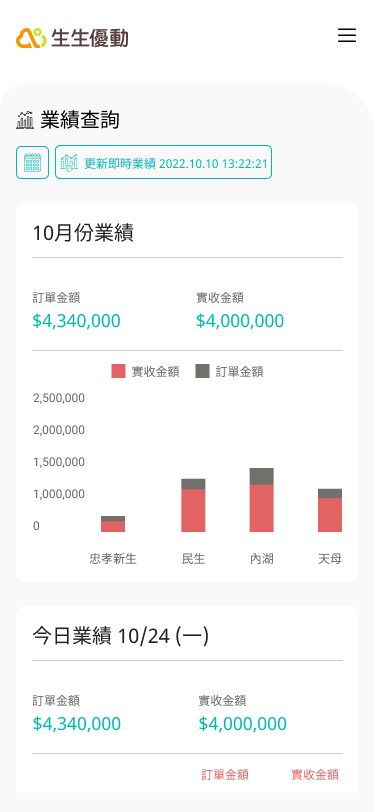 生生優動
業績查詢
更新即時業績 2022.10.10 13:22:21
10月份業績
訂單金額 實收金額
$4,340,000 $4,000,000
實收金額 訂單金額
2,500,000
2,000,000
1,500,000
1,000,000
0
忠孝新生 民生 內湖 天母
今日業績 10/24 (一)
訂單金額 實收金額
$4,340,000 $4,000,000
訂單金額 實收金額